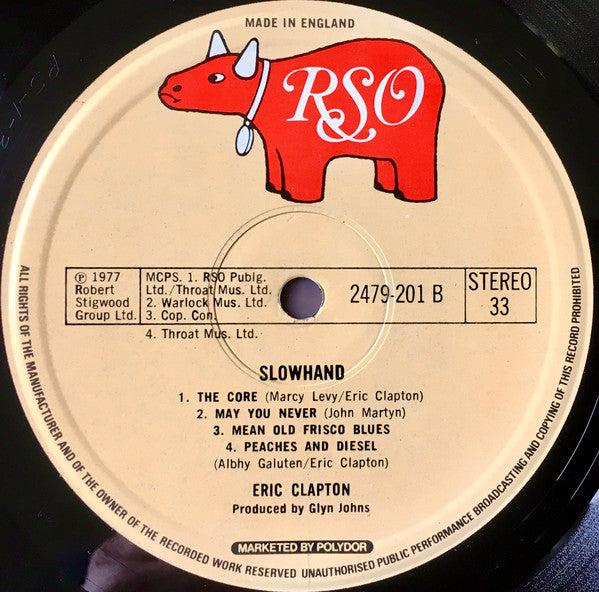 MADE IN ENGLAND
RSO
℗ 1977
Robert
Stigwood
Group Ltd.
MCPS. 1. RSO Pubig.
Ltd./Throat Mus. Ltd.
2. Warlock Mus. Ltd.
3. Cop. Con.
4. Throat Mus. Ltd.
2479-201 B
STEREO
33
SLOWHAND
1. THE CORE (Marcy Levy/Eric Clapton)
2. MAY YOU NEVER (John Martyn)
3. MEAN OLD FRISCO BLUES
4. PEACHES AND DIESEL
(Albhy Galuten/Eric Clapton)
ERIC CLAPTON
Produced by Glyn Johns
MARKETED BY POLYDOR
ALL RIGHTS OF THE MANUFACTURER AND OF THE OWNER OF THE RECORDED WORK RESERVED UNAUTHORISED PUBLIC PERFORMANCE BROADCASTING AND COPYING OF THIS RECORD PROHIBITED